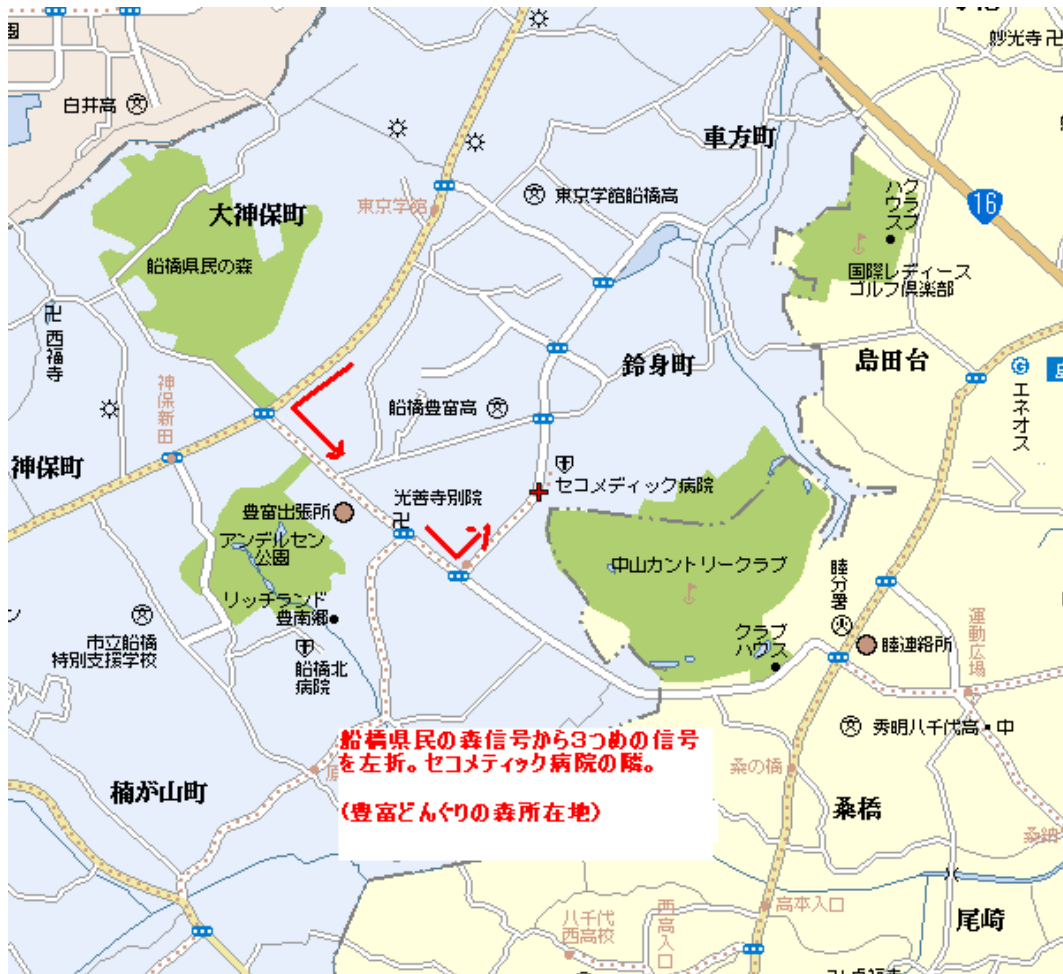 園
妙光寺
白井高
車方町
16
東京学館
東京学館船橋高
大神保町
クラブ
ハウス
船橋県民の森
国際レディース
ゴルフ倶楽部
西福寺
島田台
鈴身町
エネオス
神保新田
船橋豊富高
神保町
セコメディック病院
光善寺別院
豊富出張所
アンデルセン
公園
中山カントリークラブ
睦分署
リッチランド
豊南郷
運動広場
市立船橋
特別支援学校
クラブ
ハウス
睦連絡所
船橋北
病院
秀明八千代高・中
船橋県民の森信号から3つめの信号
を左折。セコメティック病院の隣。
(豊富どんぐりの森所在地)
桑の橋
楠が山町
桑橋
桑納
八千代
西高校
西高入口
高本入口
尾崎